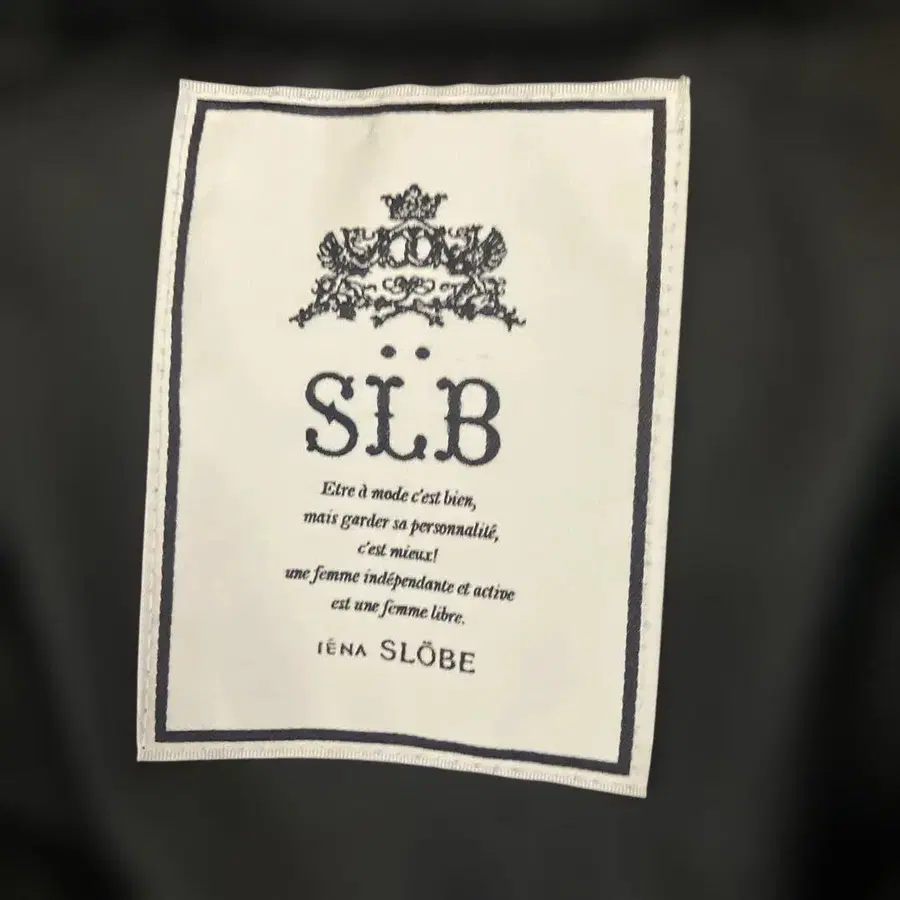 SL̈B
Etre à mode c'est bien,
mais garder sa personnalité,
c'est mieux!
une femme indépendante et active
est une femme libre.
IÉNA SLÖBE